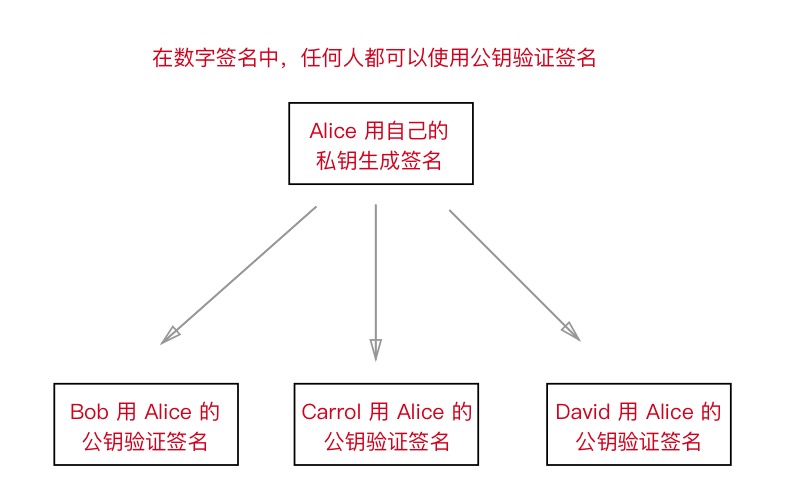 在数字签名中，任何人都可以使用公钥验证签名
Alice 用自己的
私钥生成签名
Bob 用 Alice 的
公钥验证签名
Carrol 用 Alice 的
公钥验证签名
David 用 Alice 的
公钥验证签名